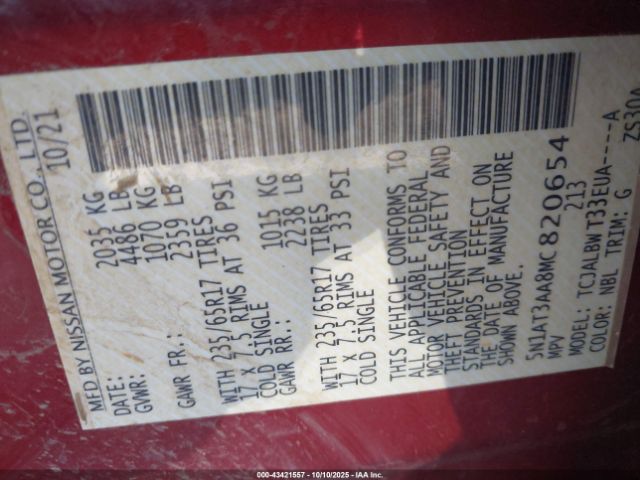 MFD BY NISSAN MOTOR CO., LTD.
DATE: 10/21
GVWR: 2035 KG
4486 LB
GAWR FR.: 1070 KG
2359 LB
WITH 235/65R17 TIRES
17 X 7.5 RIMS AT 36 PSI
COLD SINGLE
GAWR RR.: 1015 KG
2238 LB
WITH 235/65R17 TIRES
17 X 7.5 RIMS AT 33 PSI
COLD SINGLE
THIS VEHICLE CONFORMS TO
ALL APPLICABLE FEDERAL
MOTOR VEHICLE SAFETY AND
THEFT PREVENTION
STANDARDS IN EFFECT ON
THE DATE OF MANUFACTURE
SHOWN ABOVE.
5N1AT3AA8MC820654
MPV 213
MODEL: TCJALBWT33EUA----A
COLOR: NBL TRIM: G ZS30A
000-43421557 - 10/10/2025 - IAA Inc.